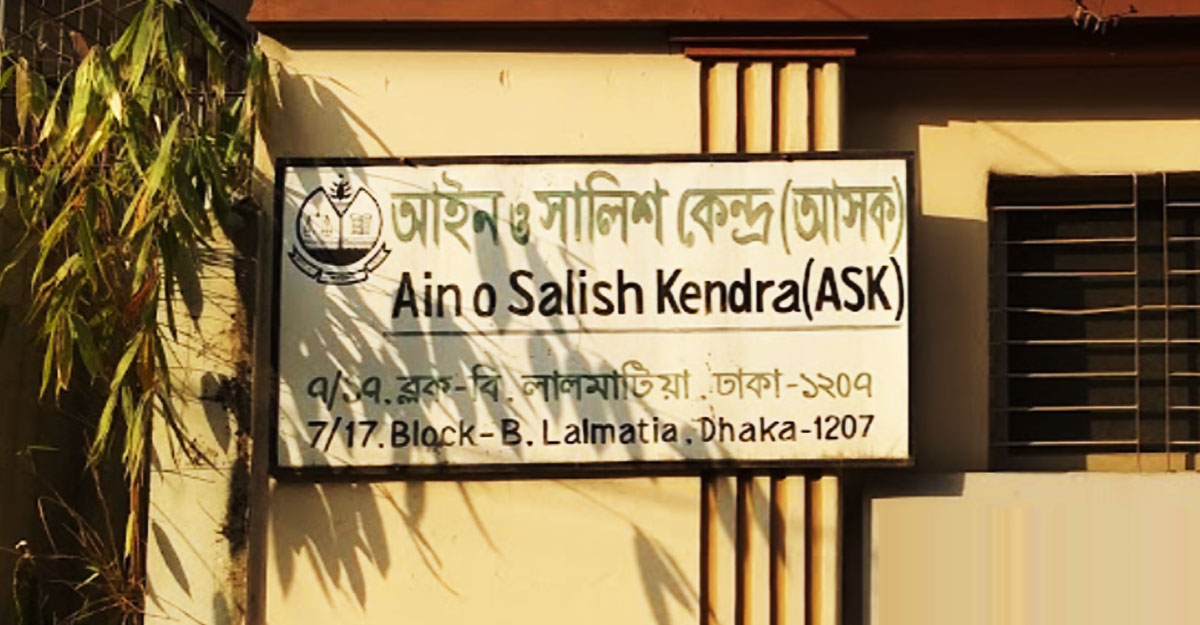 আইন ও সালিশ কেন্দ্র (আসক)
Ain o Salish Kendra (ASK)
৭/১৭, ব্লক-বি, লালমাটিয়া, ঢাকা-১২০৭
7/17, Block-B, Lalmatia, Dhaka-1207